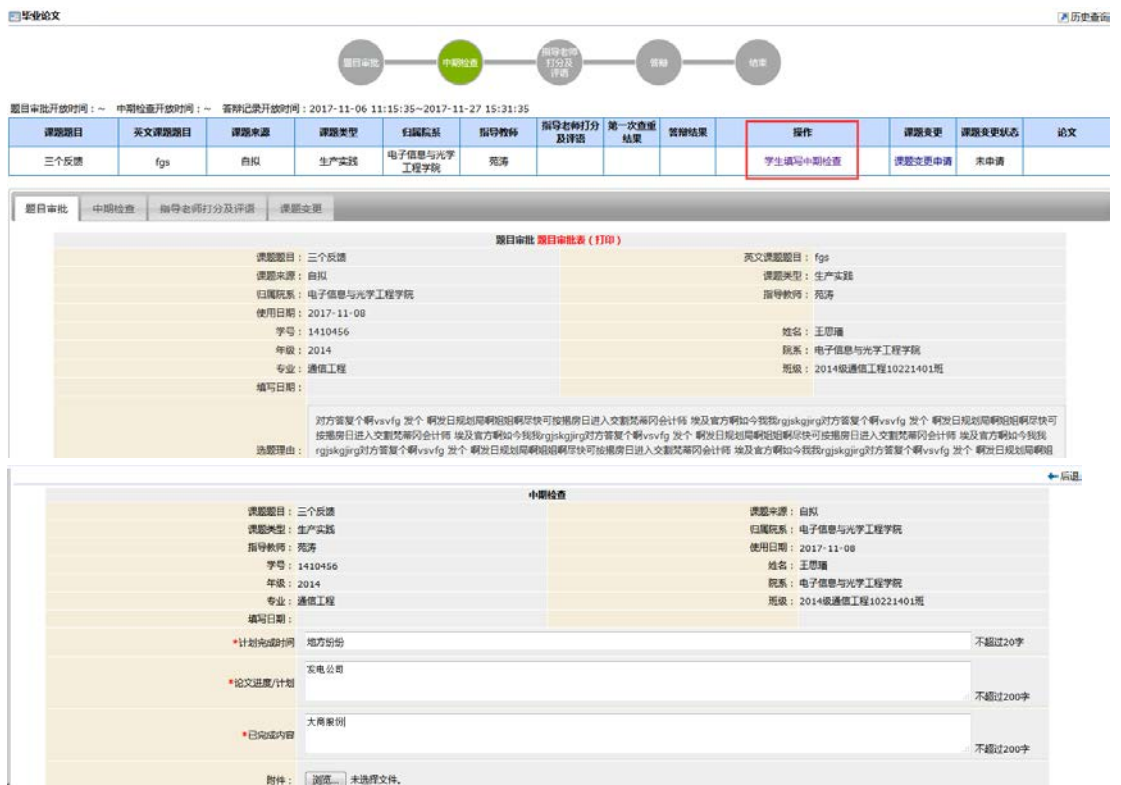 毕业论文
历史查询
题目审批
中期检查
指导老师
打分及
评语
答辩
结束
题目审批开放时间：~ 中期检查开放时间：~ 答辩记录开放时间：2017-11-06 11:15:35~2017-11-27 15:31:35
课题题目 英文课题题目 课题来源 课题类型 归属院系 指导教师 指导老师打分及评语 第一次查重结果 答辩结果 操作 课题变更 课题变更状态 论文
三个反馈 fgs 自拟 生产实践 电子信息与光学工程学院 苑涛 学生填写中期检查 课题变更申请 未申请
题目审批 中期检查 指导老师打分及评语 课题变更
题目审批 题目审批表（打印）
课题题目： 三个反馈 英文课题题目： fgs
课题来源： 自拟 课题类型： 生产实践
归属院系： 电子信息与光学工程学院 指导教师： 苑涛
使用日期： 2017-11-08
学号： 1410456 姓名： 王思璠
年级： 2014 院系： 电子信息与光学工程学院
专业： 通信工程 班级： 2014级通信工程10221401班
填写日期：
选题理由：
后退
中期检查
课题题目： 三个反馈 课题来源： 自拟
课题类型： 生产实践 归属院系： 电子信息与光学工程学院
指导教师： 苑涛 使用日期： 2017-11-08
学号： 1410456 姓名： 王思璠
年级： 2014 院系： 电子信息与光学工程学院
专业： 通信工程 班级： 2014级通信工程10221401班
填写日期：
*计划完成时间 地方份份 不超过20字
*论文进度/计划 发电公司 不超过200字
*已完成内容 大商股份 不超过200字
附件： 浏览... 未选择文件。